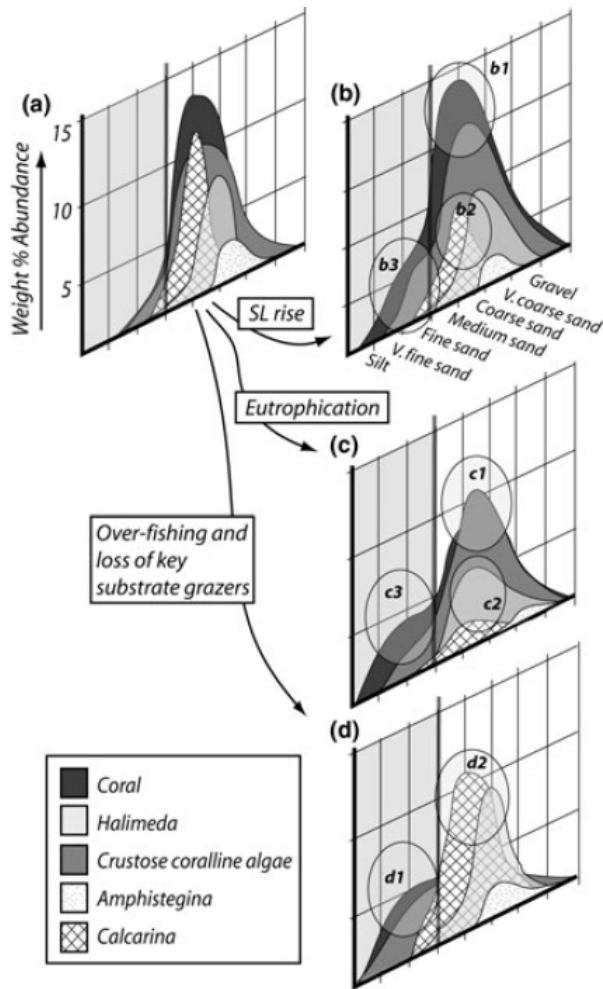 (a)
Weight % Abundance
15
10
5
(b)
b1
b2
b3
Gravel
V. coarse sand
Coarse sand
Medium sand
Fine sand
V. fine sand
Silt
SL rise
Eutrophication
(c)
c1
c2
c3
Over-fishing and
loss of key
substrate grazers
(d)
d2
d1
Coral
Halimeda
Crustose coralline algae
Amphistegina
Calcarina